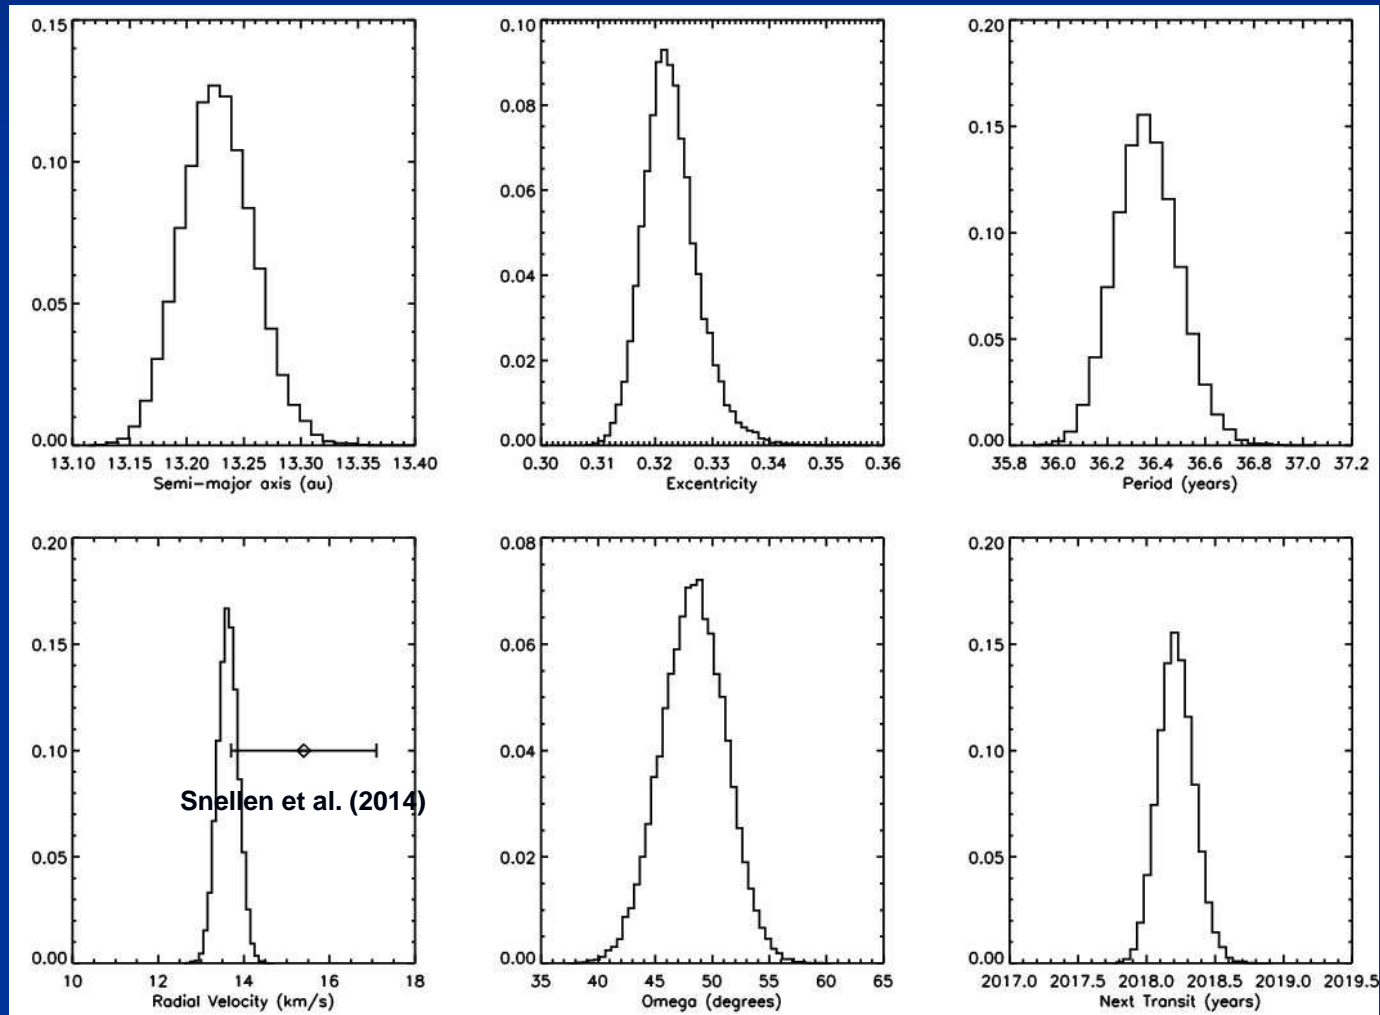 0.15
0.10
0.05
0.00
13.10 13.15 13.20 13.25 13.30 13.35 13.40
Semi-major axis (au)
0.10
0.08
0.06
0.04
0.02
0.00
0.30 0.31 0.32 0.33 0.34 0.35 0.36
Excentricity
0.20
0.15
0.10
0.05
0.00
35.8 36.0 36.2 36.4 36.6 36.8 37.0 37.2
Period (years)
0.20
0.15
0.10
Snellen et al. (2014)
0.05
0.00
10 12 14 16 18
Radial Velocity (km/s)
0.08
0.06
0.04
0.02
0.00
35 40 45 50 55 60 65
Omega (degrees)
0.20
0.15
0.10
0.05
0.00
2017.0 2017.5 2018.0 2018.5 2019.0 2019.5
Next Transit (years)